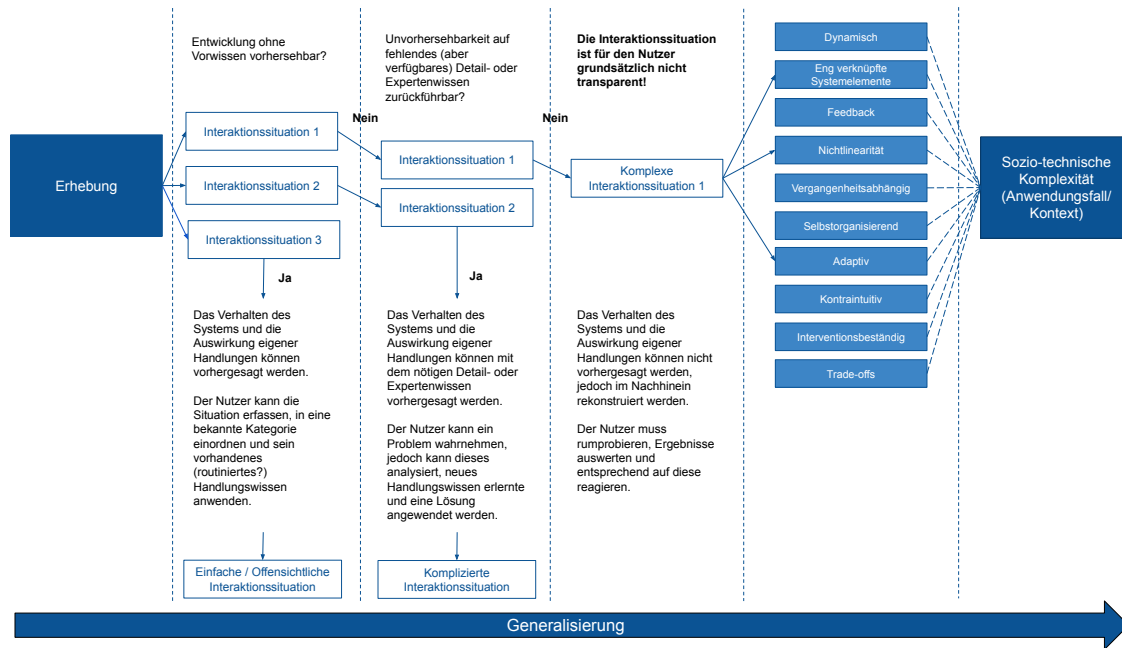 Entwicklung ohne
Vorwissen vorhersehbar?
Unvorhersehbarkeit auf
fehlendes (aber
verfügbares) Detail- oder
Expertenwissen
zurückführbar?
Die Interaktionssituation
ist für den Nutzer
grundsätzlich nicht
transparent!
Erhebung
Interaktionssituation 1
Interaktionssituation 2
Interaktionssituation 3
Nein
Ja
Interaktionssituation 1
Interaktionssituation 2
Nein
Ja
Komplexe
Interaktionssituation 1
Dynamisch
Eng verknüpfte
Systemelemente
Feedback
Nichtlinearität
Vergangenheitsabhängig
Selbstorganisierend
Adaptiv
Kontraintuitiv
Interventionsbeständig
Trade-offs
Sozio-technische
Komplexität
(Anwendungsfall/
Kontext)
Das Verhalten des
Systems und die
Auswirkung eigener
Handlungen können
vorhergesagt werden.
Der Nutzer kann die
Situation erfassen, in eine
bekannte Kategorie
einordnen und sein
vorhandenes
(routiniertes?)
Handlungswissen
anwenden.
Das Verhalten des
Systems und die
Auswirkung eigener
Handlungen können mit
dem nötigen Detail- oder
Expertenwissen
vorhergesagt werden.
Der Nutzer kann ein
Problem wahrnehmen,
jedoch kann dieses
analysiert, neues
Handlungswissen erlernte
und eine Lösung
angewendet werden.
Das Verhalten des
Systems und die
Auswirkung eigener
Handlungen können nicht
vorhergesagt werden,
jedoch im Nachhinein
rekonstruiert werden.
Der Nutzer muss
rumprobieren, Ergebnisse
auswerten und
entsprechend auf diese
reagieren.
Einfache / Offensichtliche
Interaktionssituation
Komplizierte
Interaktionssituation
Generalisierung